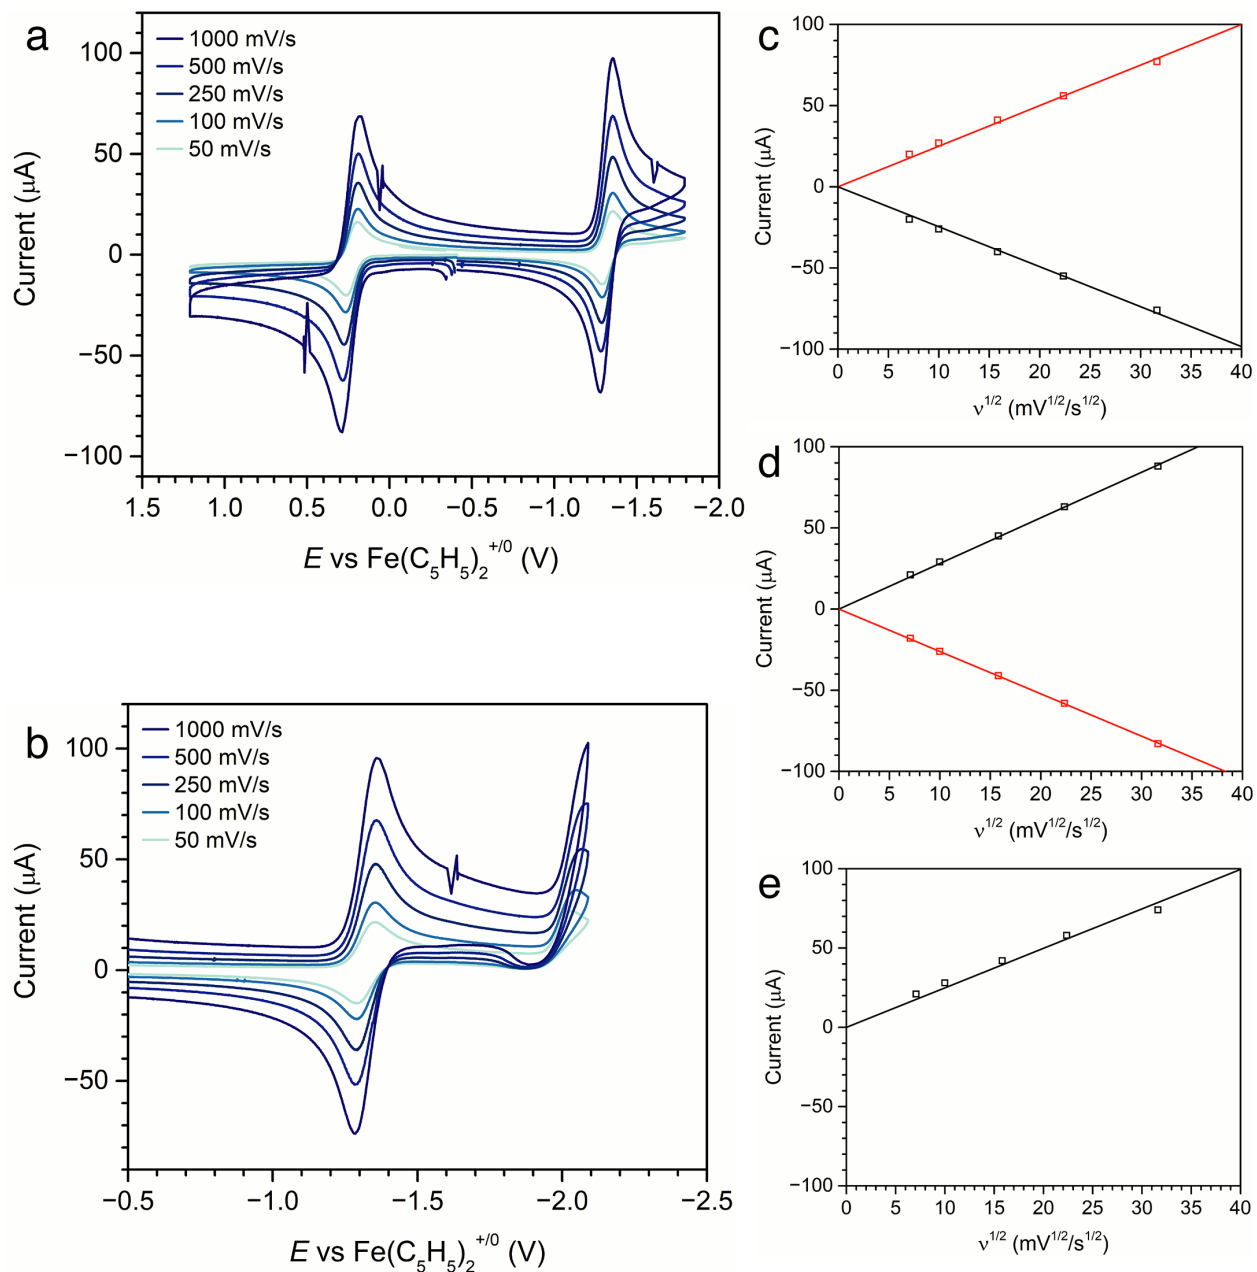 a
1000 mV/s
500 mV/s
250 mV/s
100 mV/s
50 mV/s
100
50
0
−50
−100
Current (μA)
1.5 1.0 0.5 0.0 −0.5 −1.0 −1.5 −2.0
E vs Fe(C₅H₅)₂⁺/⁰ (V)
b
1000 mV/s
500 mV/s
250 mV/s
100 mV/s
50 mV/s
100
50
0
−50
Current (μA)
−0.5 −1.0 −1.5 −2.0 −2.5
E vs Fe(C₅H₅)₂⁺/⁰ (V)
c
100
50
0
−50
−100
Current (μA)
0 5 10 15 20 25 30 35 40
ν¹/² (mV¹/²/s¹/²)
d
100
50
0
−50
−100
Current (μA)
0 5 10 15 20 25 30 35 40
ν¹/² (mV¹/²/s¹/²)
e
100
50
0
−50
−100
Current (μA)
0 5 10 15 20 25 30 35 40
ν¹/² (mV¹/²/s¹/²)